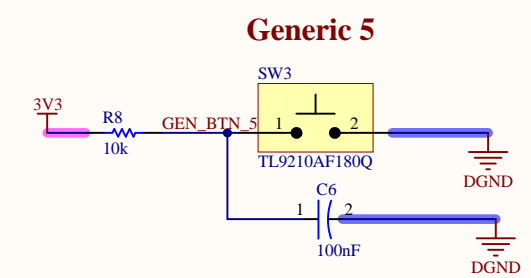 Generic 5
SW3
3V3
R8
GEN_BTN_5
1
2
10k
TL9210AF180Q
DGND
C6
1
2
100nF
DGND